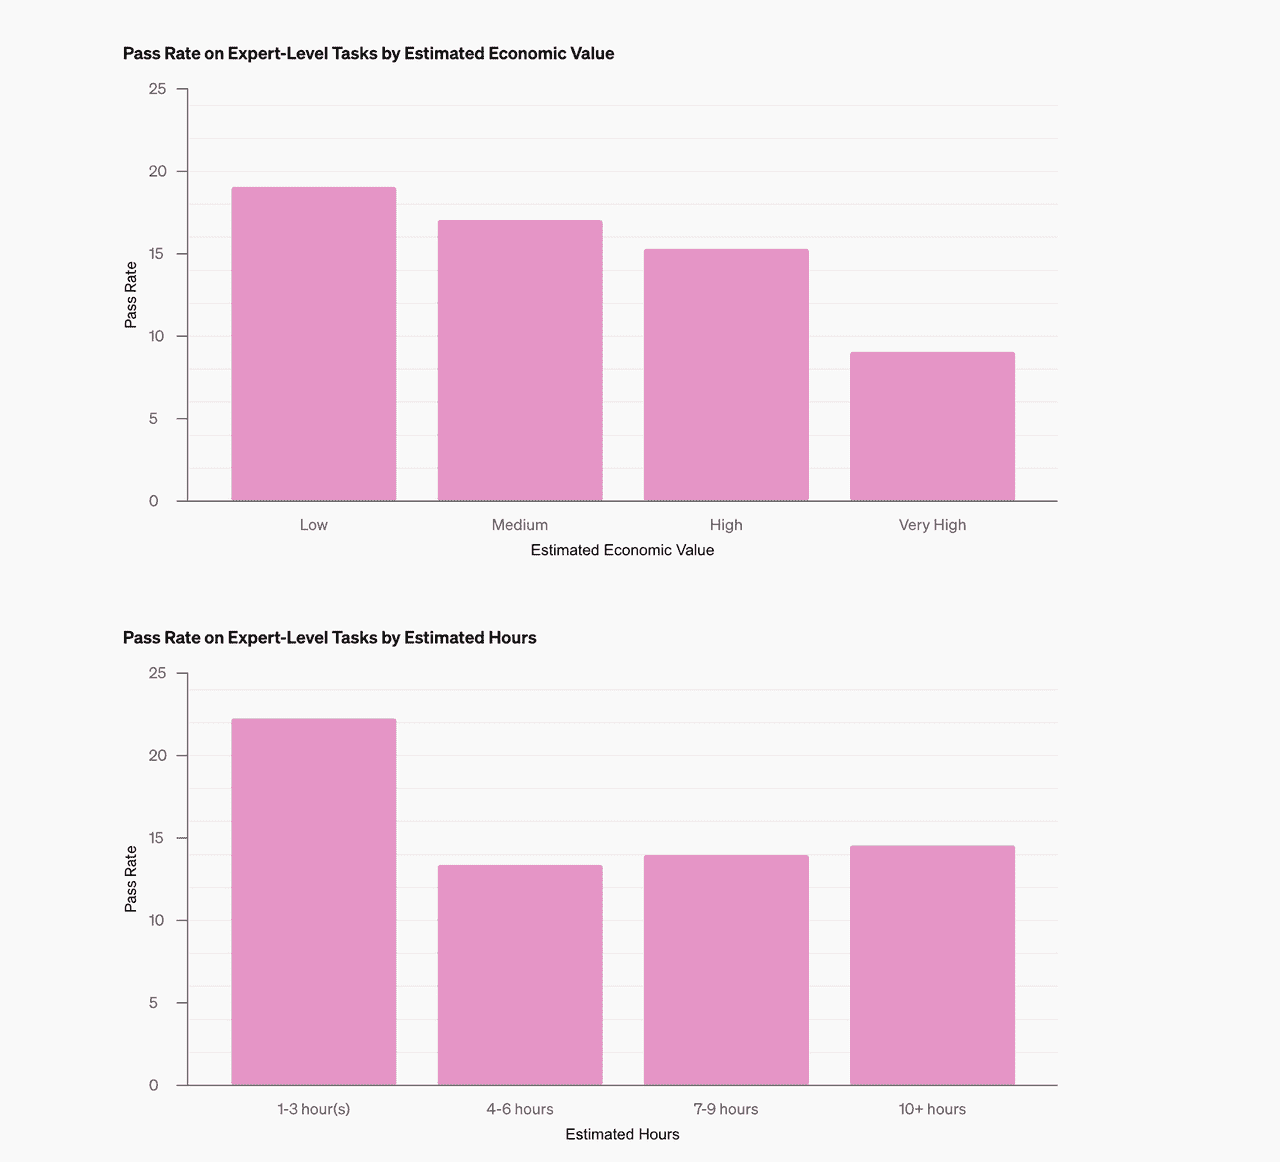 Pass Rate on Expert-Level Tasks by Estimated Economic Value
25
20
15
10
5
0
Pass Rate
Low Medium High Very High
Estimated Economic Value
Pass Rate on Expert-Level Tasks by Estimated Hours
25
20
15
10
5
0
Pass Rate
1-3 hour(s) 4-6 hours 7-9 hours 10+ hours
Estimated Hours